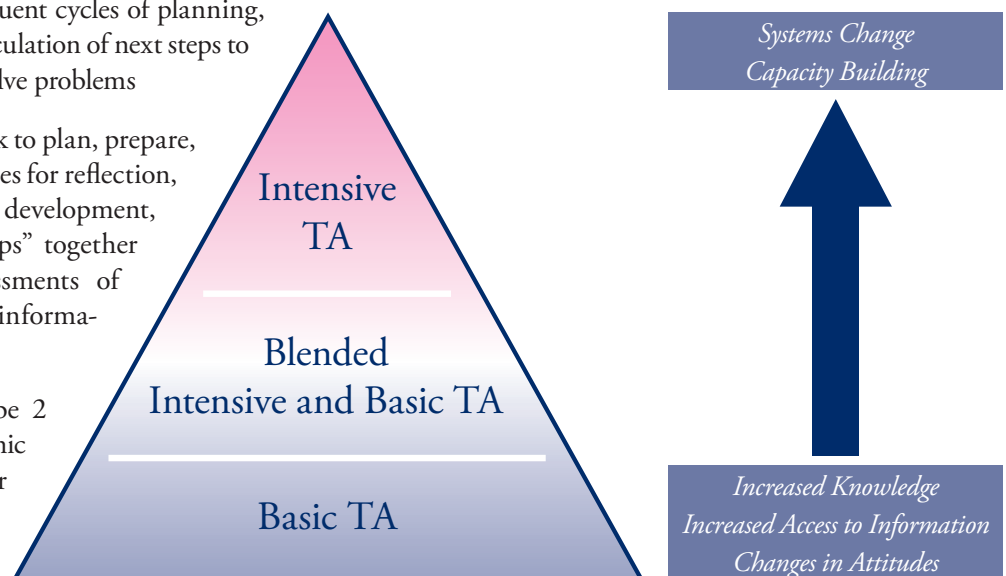 uent cycles of planning,
culation of next steps to
lve problems
k to plan, prepare,
es for reflection,
development,
ps” together
ssments of
informa-
pe 2
nic
r
Intensive
TA
Blended
Intensive and Basic TA
Basic TA
Systems Change
Capacity Building
Increased Knowledge
Increased Access to Information
Changes in Attitudes